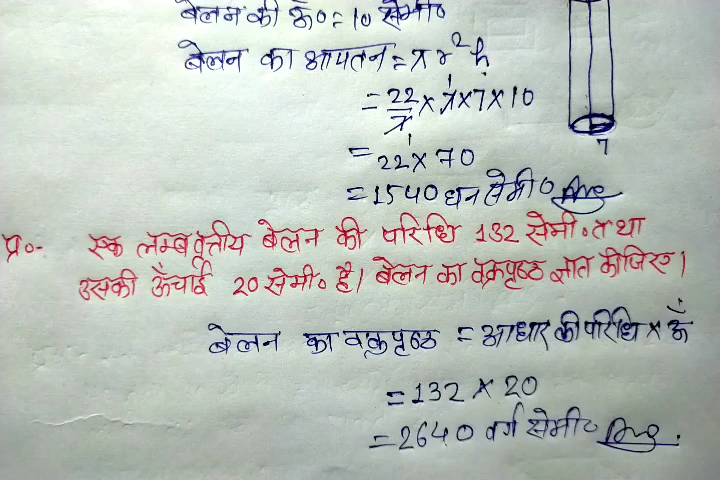 बेलन की ऊँ० = 10 सेमी०
बेलन का आयतन = πr²h
= 22/7 × 7 × 7 × 10
7
= 22 × 70
= 1540 घन सेमी० Ans
प्र०- एक लम्बवृत्तीय बेलन की परिधि 132 सेमी० तथा
उसकी ऊँचाई 20 सेमी० है। बेलन का वक्रपृष्ठ ज्ञात कीजिए।
बेलन का वक्रपृष्ठ = आधार की परिधि × ऊँ
= 132 × 20
= 2640 वर्ग सेमी० Ans.